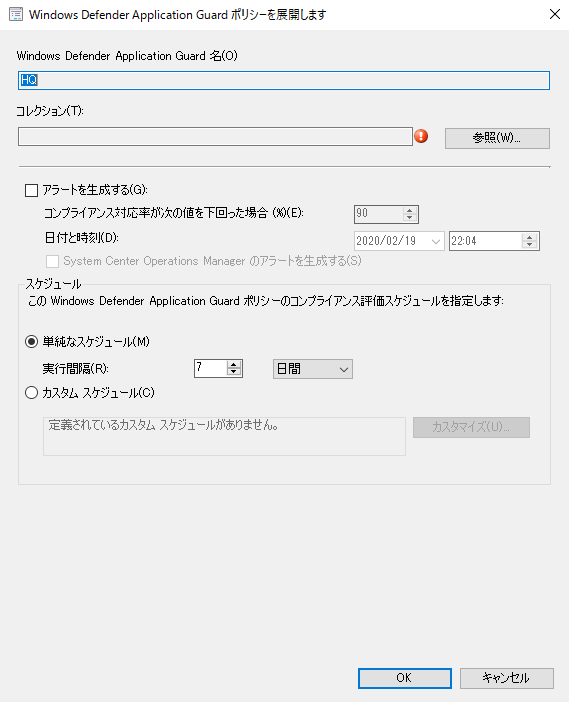 Windows Defender Application Guard ポリシーを展開します
Windows Defender Application Guard 名(O)
HQ
コレクション(T):
参照(W)...
アラートを生成する(G):
コンプライアンス対応率が次の値を下回った場合 (%)(E):
90
日付と時刻(D):
2020/02/19
22:04
System Center Operations Manager のアラートを生成する(S)
スケジュール
この Windows Defender Application Guard ポリシーのコンプライアンス評価スケジュールを指定します:
単純なスケジュール(M)
実行間隔(R):
7
日間
カスタム スケジュール(C)
定義されているカスタム スケジュールがありません。
カスタマイズ(U)...
OK
キャンセル